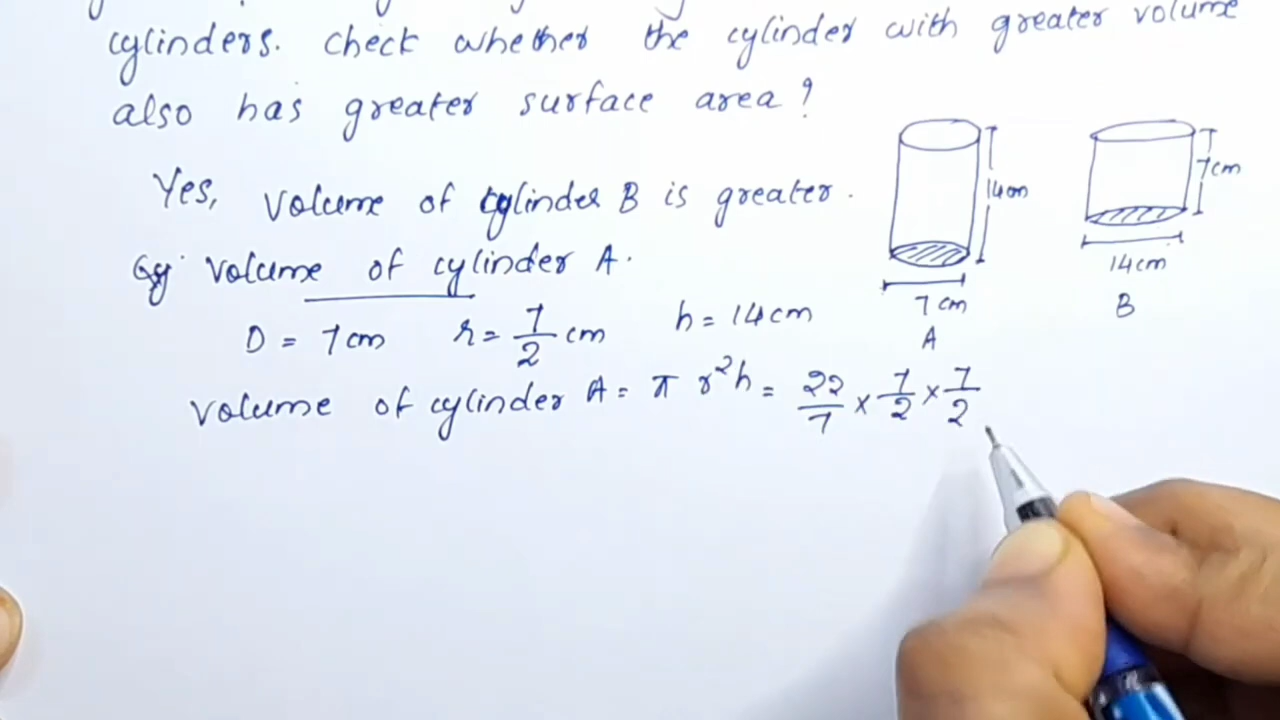 cylinders. check whether the cylinder with greater volume
also has greater surface area?
14cm
7cm
Yes, Volume of cylinder B is greater.
14cm
By volume of cylinder A.
7cm
B
D = 7cm r = 7/2 cm h = 14cm
A
Volume of cylinder A = π r²h = 22/7 × 7/2 × 7/2